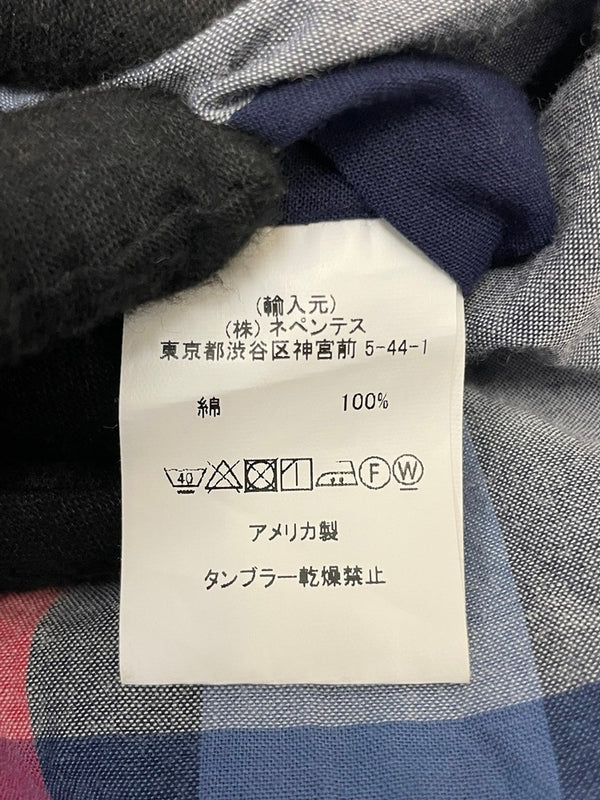 (輸入元)
(株) ネペンテス
東京都渋谷区神宮前 5-44-1
綿 100%
40 F W
アメリカ製
タンブラー乾燥禁止